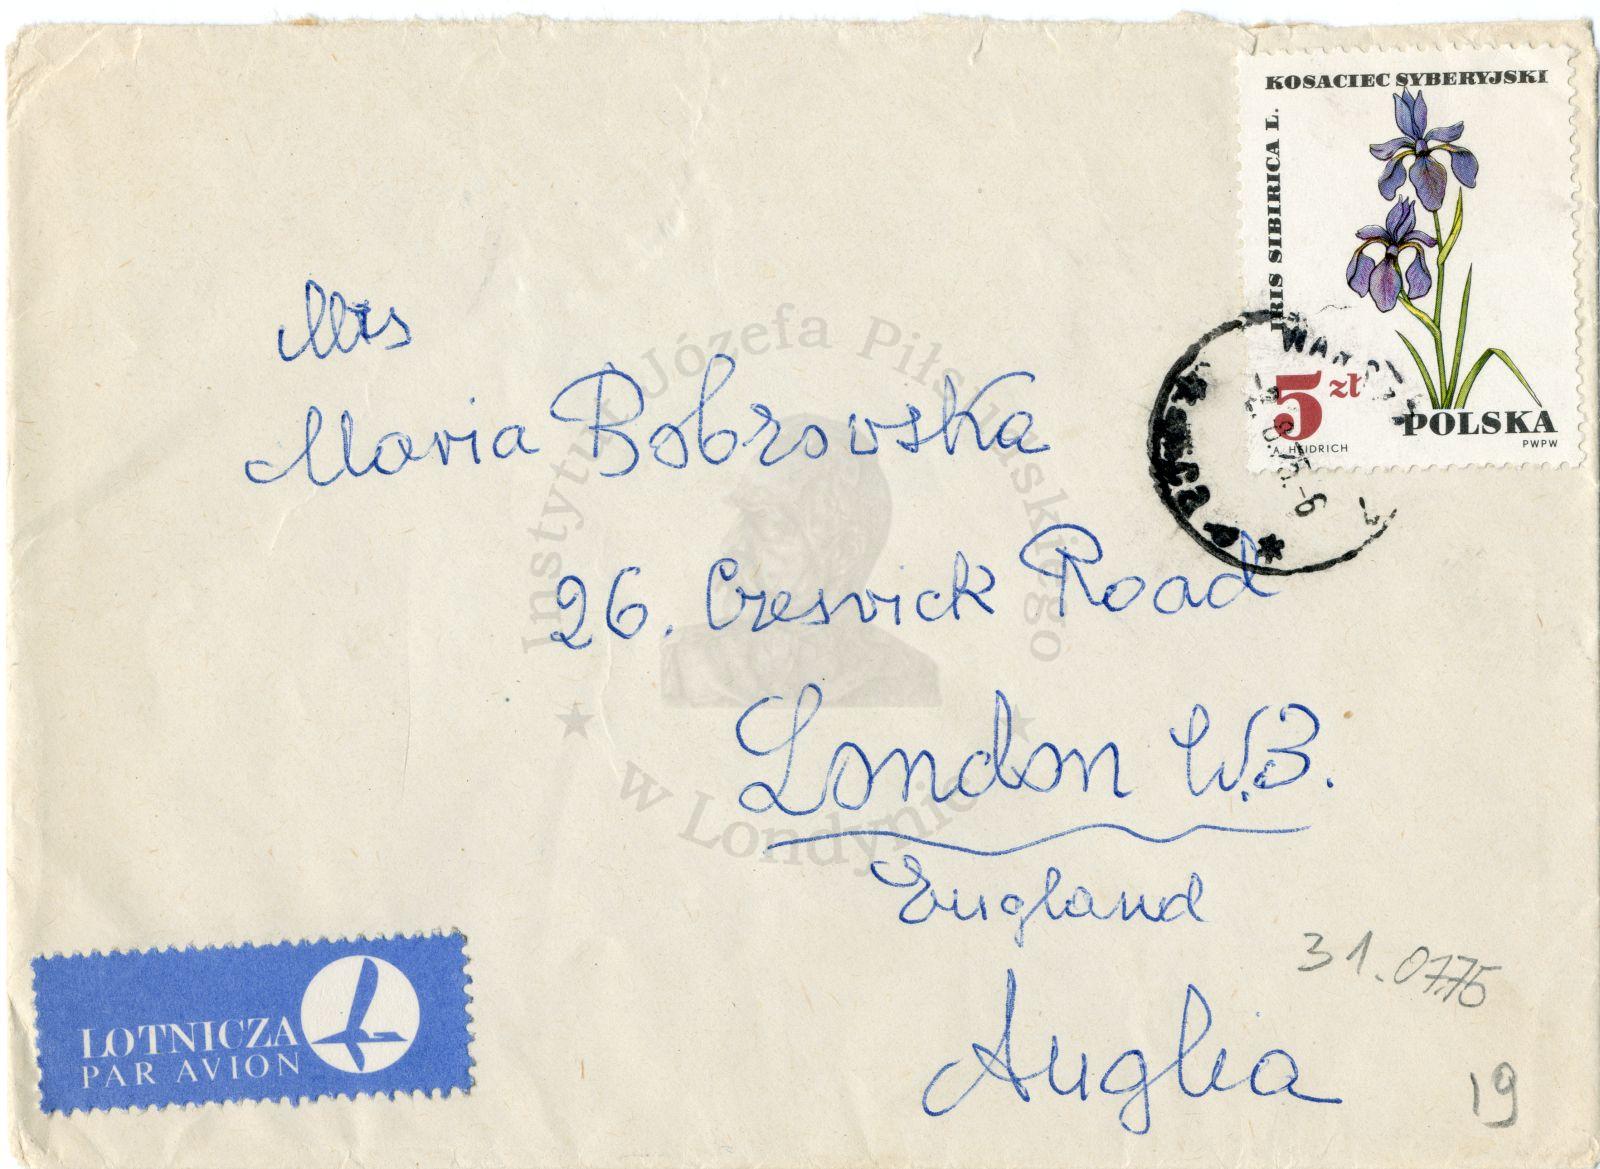 KOSACIEC SYBERYJSKI
IRIS SIBIRICA L.
5 zł
POLSKA
A. HEIDRICH
PWPW
Mrs
Maria Bobrowska
26. Creswick Road
London W.3.
England
Anglia
31.07.75
19
LOTNICZA
PAR AVION
Instytut Józefa Piłsudskiego
w Londynie